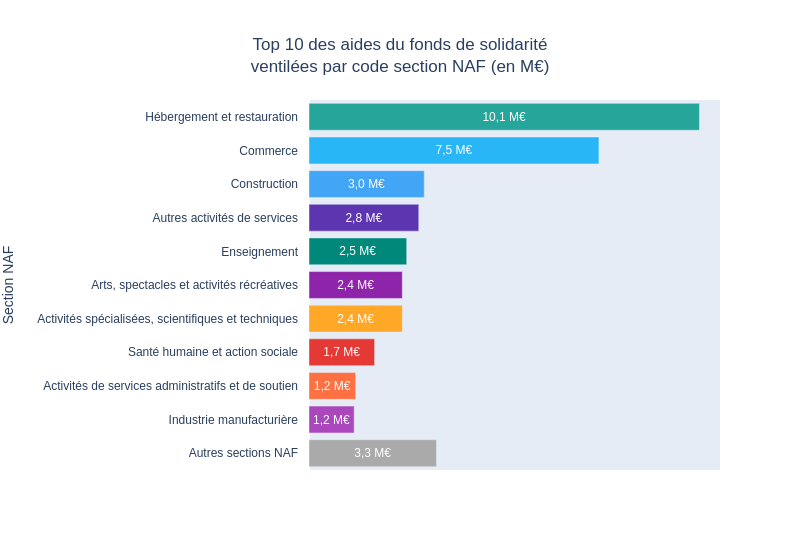 Top 10 des aides du fonds de solidarité
ventilées par code section NAF (en M€)
Section NAF
Hébergement et restauration 10,1 M€
Commerce 7,5 M€
Construction 3,0 M€
Autres activités de services 2,8 M€
Enseignement 2,5 M€
Arts, spectacles et activités récréatives 2,4 M€
Activités spécialisées, scientifiques et techniques 2,4 M€
Santé humaine et action sociale 1,7 M€
Activités de services administratifs et de soutien 1,2 M€
Industrie manufacturière 1,2 M€
Autres sections NAF 3,3 M€